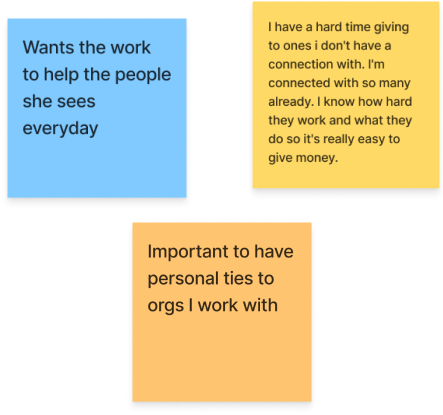 Wants the work
to help the people
she sees
everyday
I have a hard time giving
to ones i don't have a
connection with. I'm
connected with so many
already. I know how hard
they work and what they
do so it's really easy to
give money.
Important to have
personal ties to
orgs I work with